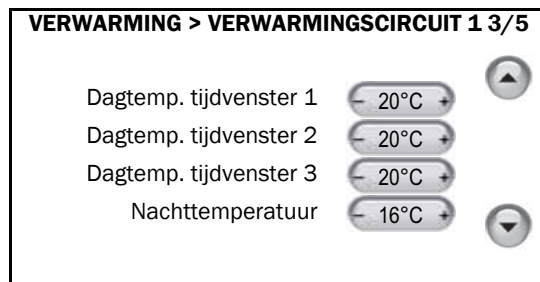 VERWARMING > VERWARMINGSCIRCUIT 1 3/5
Dagtemp. tijdvenster 1 - 20°C +
Dagtemp. tijdvenster 2 - 20°C +
Dagtemp. tijdvenster 3 - 20°C +
Nachttemperatuur - 16°C +